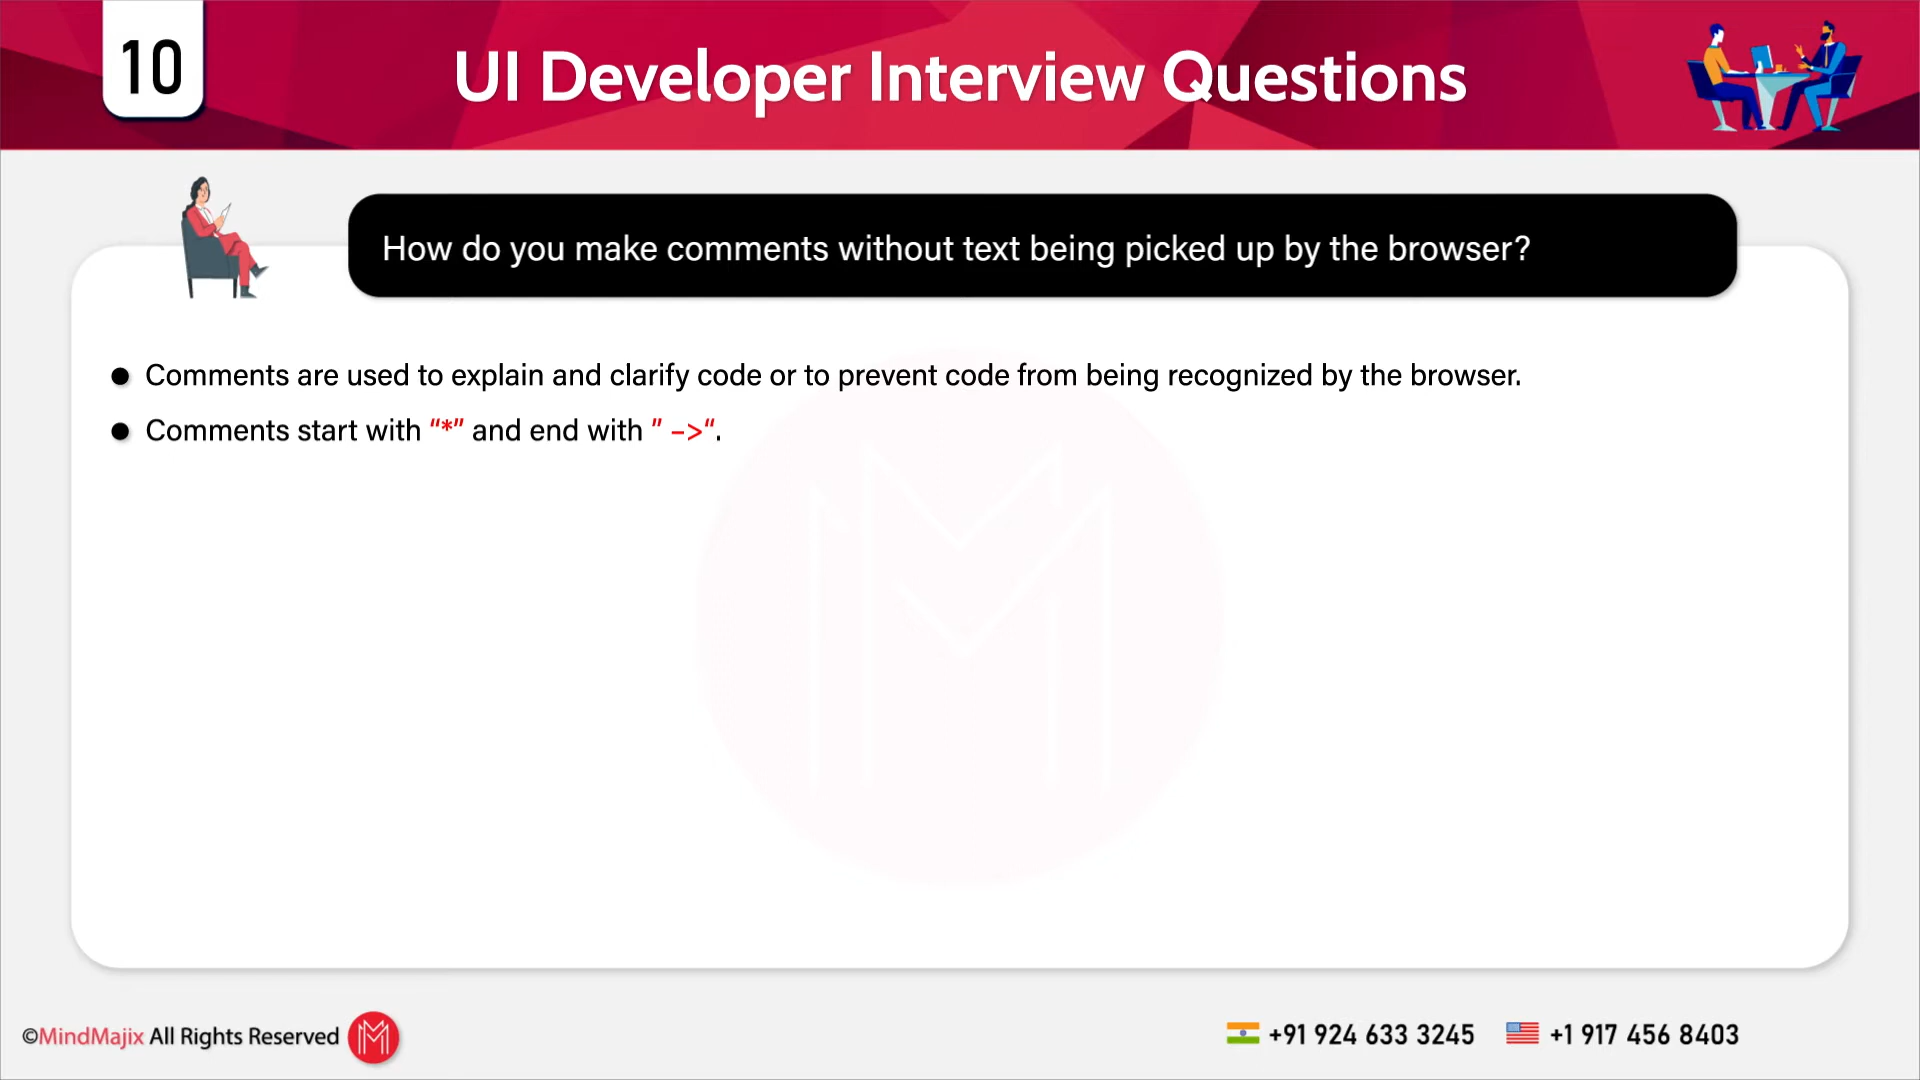 10
UI Developer Interview Questions
How do you make comments without text being picked up by the browser?
● Comments are used to explain and clarify code or to prevent code from being recognized by the browser.
● Comments start with “*” and end with ” –>“.
©MindMajix All Rights Reserved
+91 924 633 3245 +1 917 456 8403